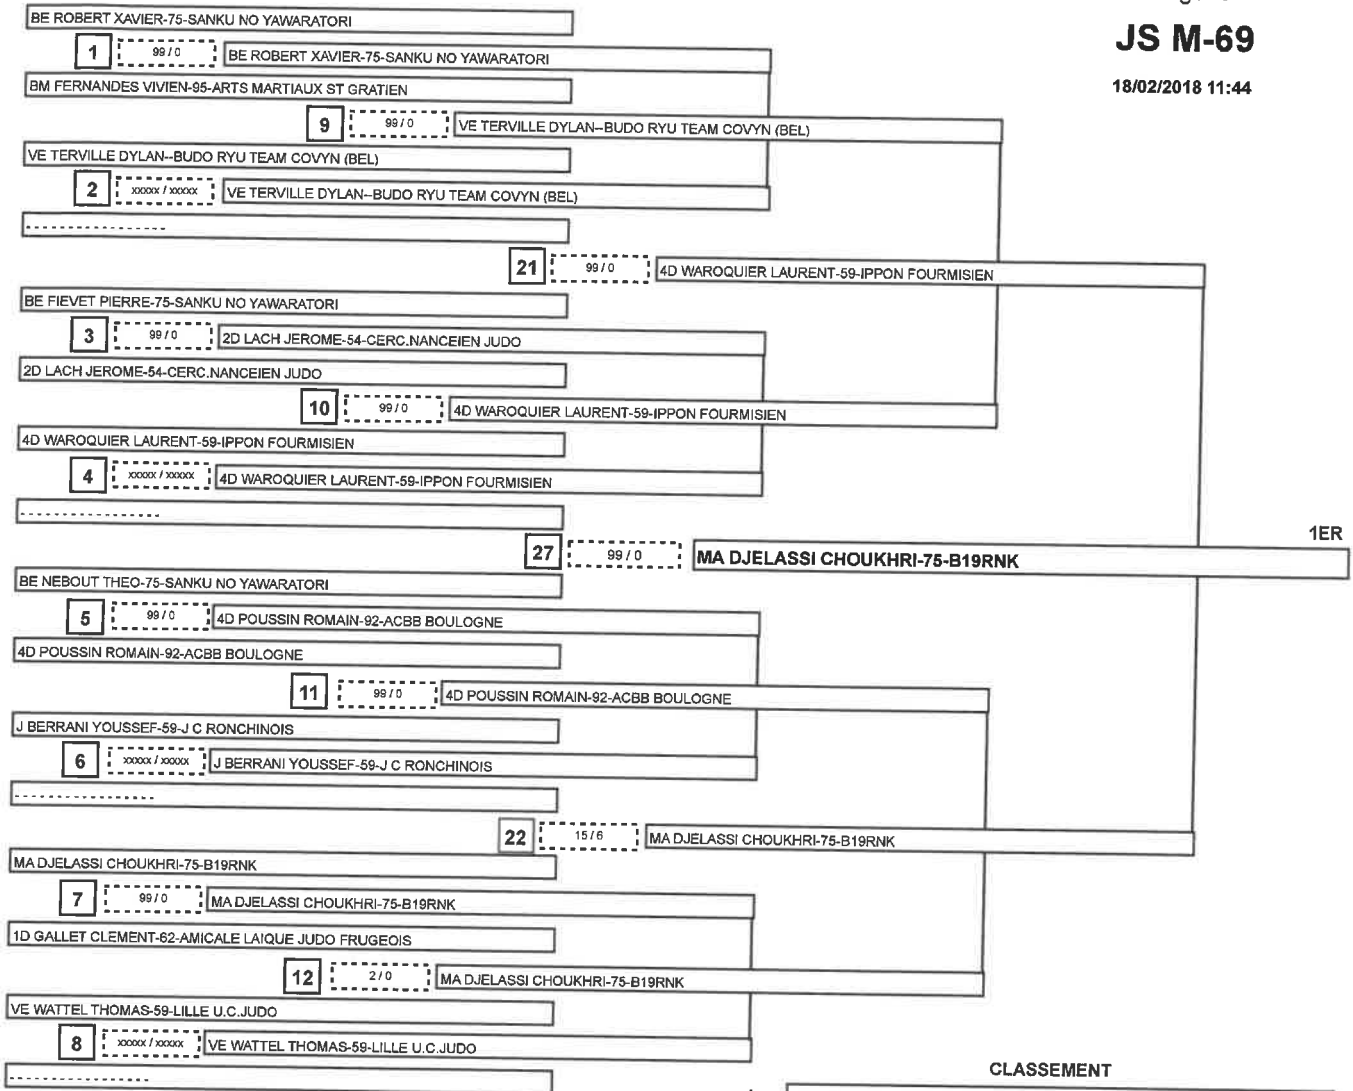 JS M-69
18/02/2018 11:44
BE ROBERT XAVIER-75-SANKU NO YAWARATORI
1 99 / 0 BE ROBERT XAVIER-75-SANKU NO YAWARATORI
BM FERNANDES VIVIEN-95-ARTS MARTIAUX ST GRATIEN
9 99 / 0 VE TERVILLE DYLAN--BUDO RYU TEAM COVYN (BEL)
VE TERVILLE DYLAN--BUDO RYU TEAM COVYN (BEL)
2 xxxxx / xxxxx VE TERVILLE DYLAN--BUDO RYU TEAM COVYN (BEL)
- - - - - - - - - - - - - - - - -
21 99 / 0 4D WAROQUIER LAURENT-59-IPPON FOURMISIEN
BE FIEVET PIERRE-75-SANKU NO YAWARATORI
3 99 / 0 2D LACH JEROME-54-CERC.NANCEIEN JUDO
2D LACH JEROME-54-CERC.NANCEIEN JUDO
10 99 / 0 4D WAROQUIER LAURENT-59-IPPON FOURMISIEN
4D WAROQUIER LAURENT-59-IPPON FOURMISIEN
4 xxxxx / xxxxx 4D WAROQUIER LAURENT-59-IPPON FOURMISIEN
- - - - - - - - - - - - - - - - -
1ER
27 99 / 0 MA DJELASSI CHOUKHRI-75-B19RNK
BE NEBOUT THEO-75-SANKU NO YAWARATORI
5 99 / 0 4D POUSSIN ROMAIN-92-ACBB BOULOGNE
4D POUSSIN ROMAIN-92-ACBB BOULOGNE
11 99 / 0 4D POUSSIN ROMAIN-92-ACBB BOULOGNE
J BERRANI YOUSSEF-59-J C RONCHINOIS
6 xxxxx / xxxxx J BERRANI YOUSSEF-59-J C RONCHINOIS
- - - - - - - - - - - - - - - - -
22 15 / 6 MA DJELASSI CHOUKHRI-75-B19RNK
MA DJELASSI CHOUKHRI-75-B19RNK
7 99 / 0 MA DJELASSI CHOUKHRI-75-B19RNK
1D GALLET CLEMENT-62-AMICALE LAIQUE JUDO FRUGEOIS
12 2 / 0 MA DJELASSI CHOUKHRI-75-B19RNK
VE WATTEL THOMAS-59-LILLE U.C.JUDO
8 xxxxx / xxxxx VE WATTEL THOMAS-59-LILLE U.C.JUDO
- - - - - - - - - - - - - - - - -
CLASSEMENT